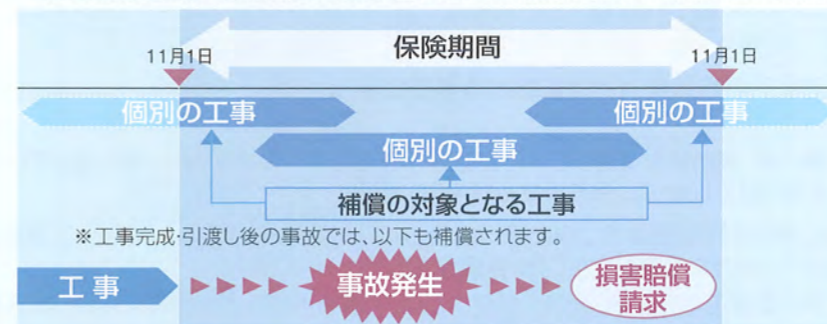 保険期間
11月1日
11月1日
個別の工事
個別の工事
個別の工事
補償の対象となる工事
※工事完成・引渡し後の事故では、以下も補償されます。
工事
事故発生
損害賠償
請求